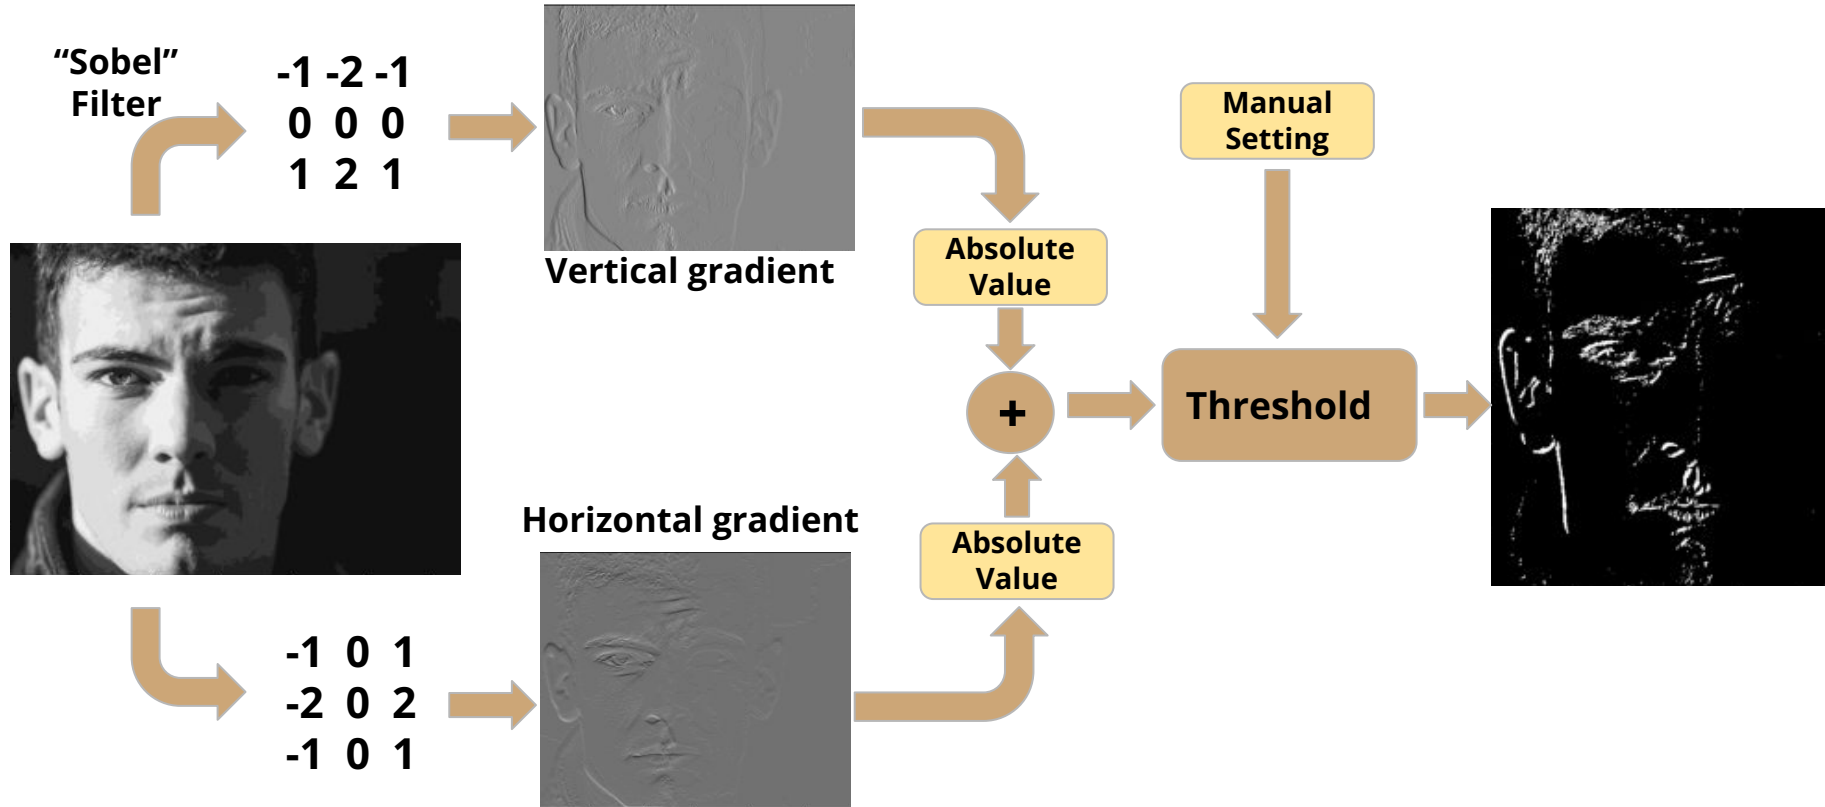 “Sobel”
Filter
-1 -2 -1
0 0 0
1 2 1
Vertical gradient
Absolute
Value
Manual
Setting
+
Threshold
Horizontal gradient
Absolute
Value
-1 0 1
-2 0 2
-1 0 1